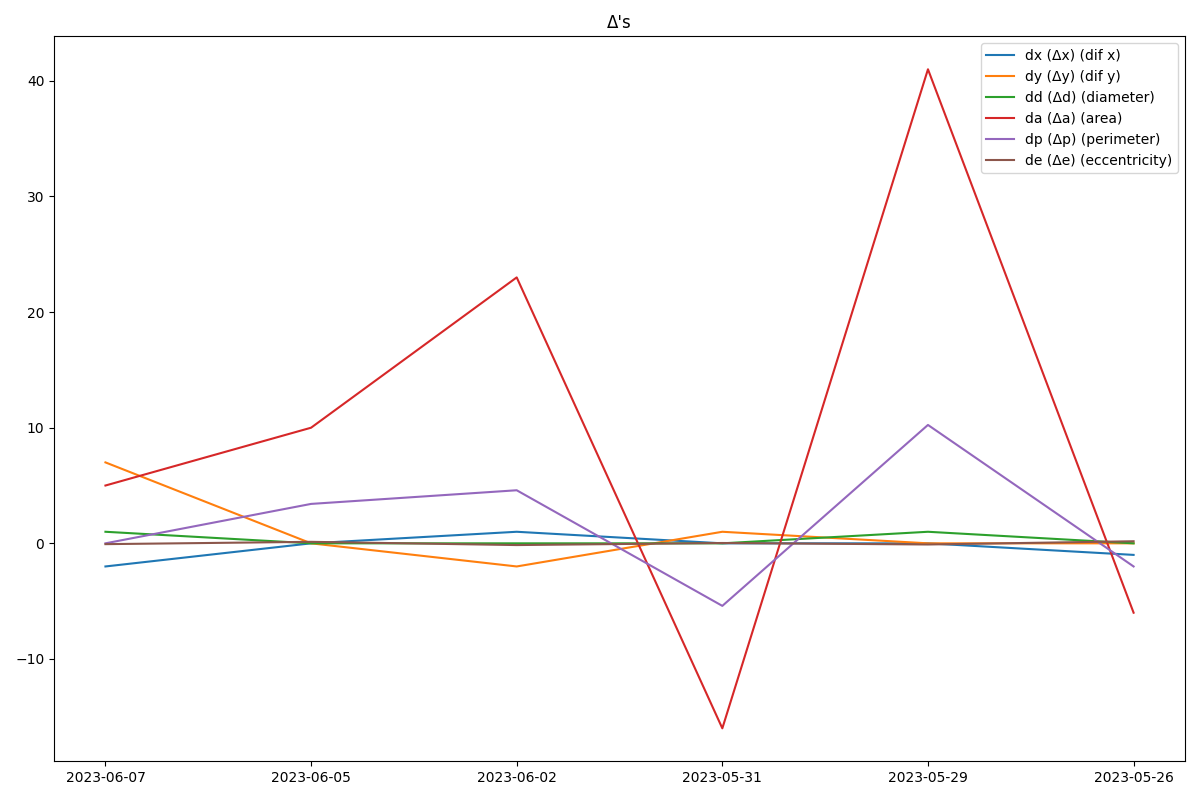 Δ's
dx (Δx) (dif x)
dy (Δy) (dif y)
dd (Δd) (diameter)
da (Δa) (area)
dp (Δp) (perimeter)
de (Δe) (eccentricity)
40
30
20
10
0
−10
2023-06-07 2023-06-05 2023-06-02 2023-05-31 2023-05-29 2023-05-26